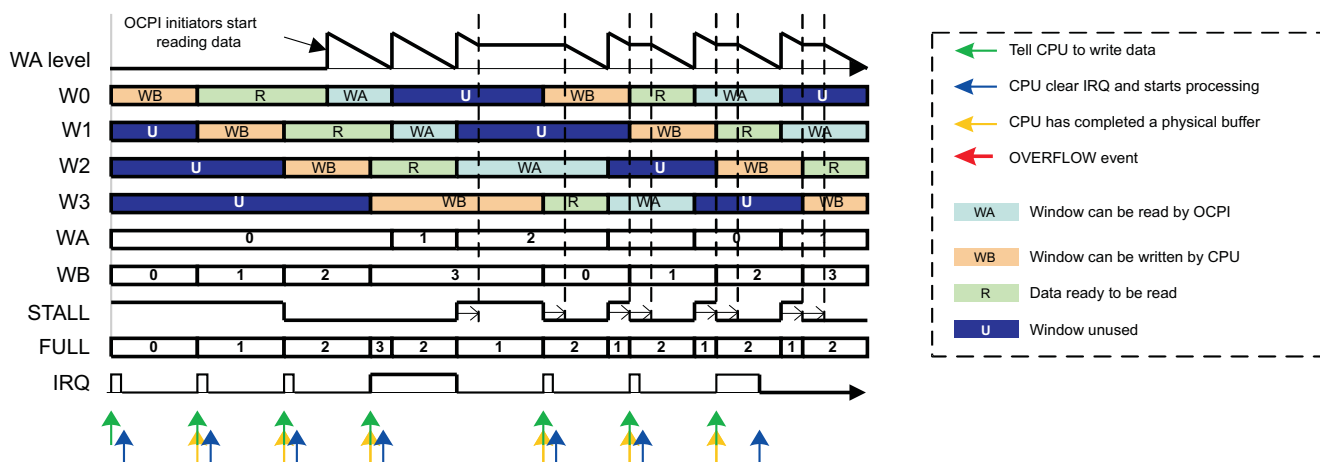 OCPI initiators start
reading data
WA level
W0 WB R WA U WB R WA U
W1 U WB R WA U WB R WA
W2 U WB R WA U WB R
W3 U WB R WA U WB
WA 0 1 2 0 1
WB 0 1 2 3 0 1 2 3
STALL
FULL 0 1 2 3 2 1 2 1 2 1 2 1 2
IRQ
Tell CPU to write data
CPU clear IRQ and starts processing
CPU has completed a physical buffer
OVERFLOW event
WA Window can be read by OCPI
WB Window can be written by CPU
R Data ready to be read
U Window unused